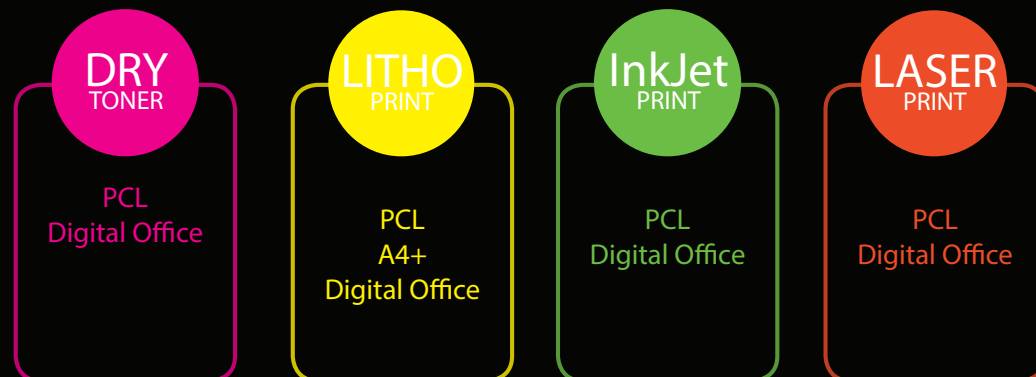 DRY
TONER
PCL
Digital Office
LITHO
PRINT
PCL
A4+
Digital Office
InkJet
PRINT
PCL
Digital Office
LASER
PRINT
PCL
Digital Office